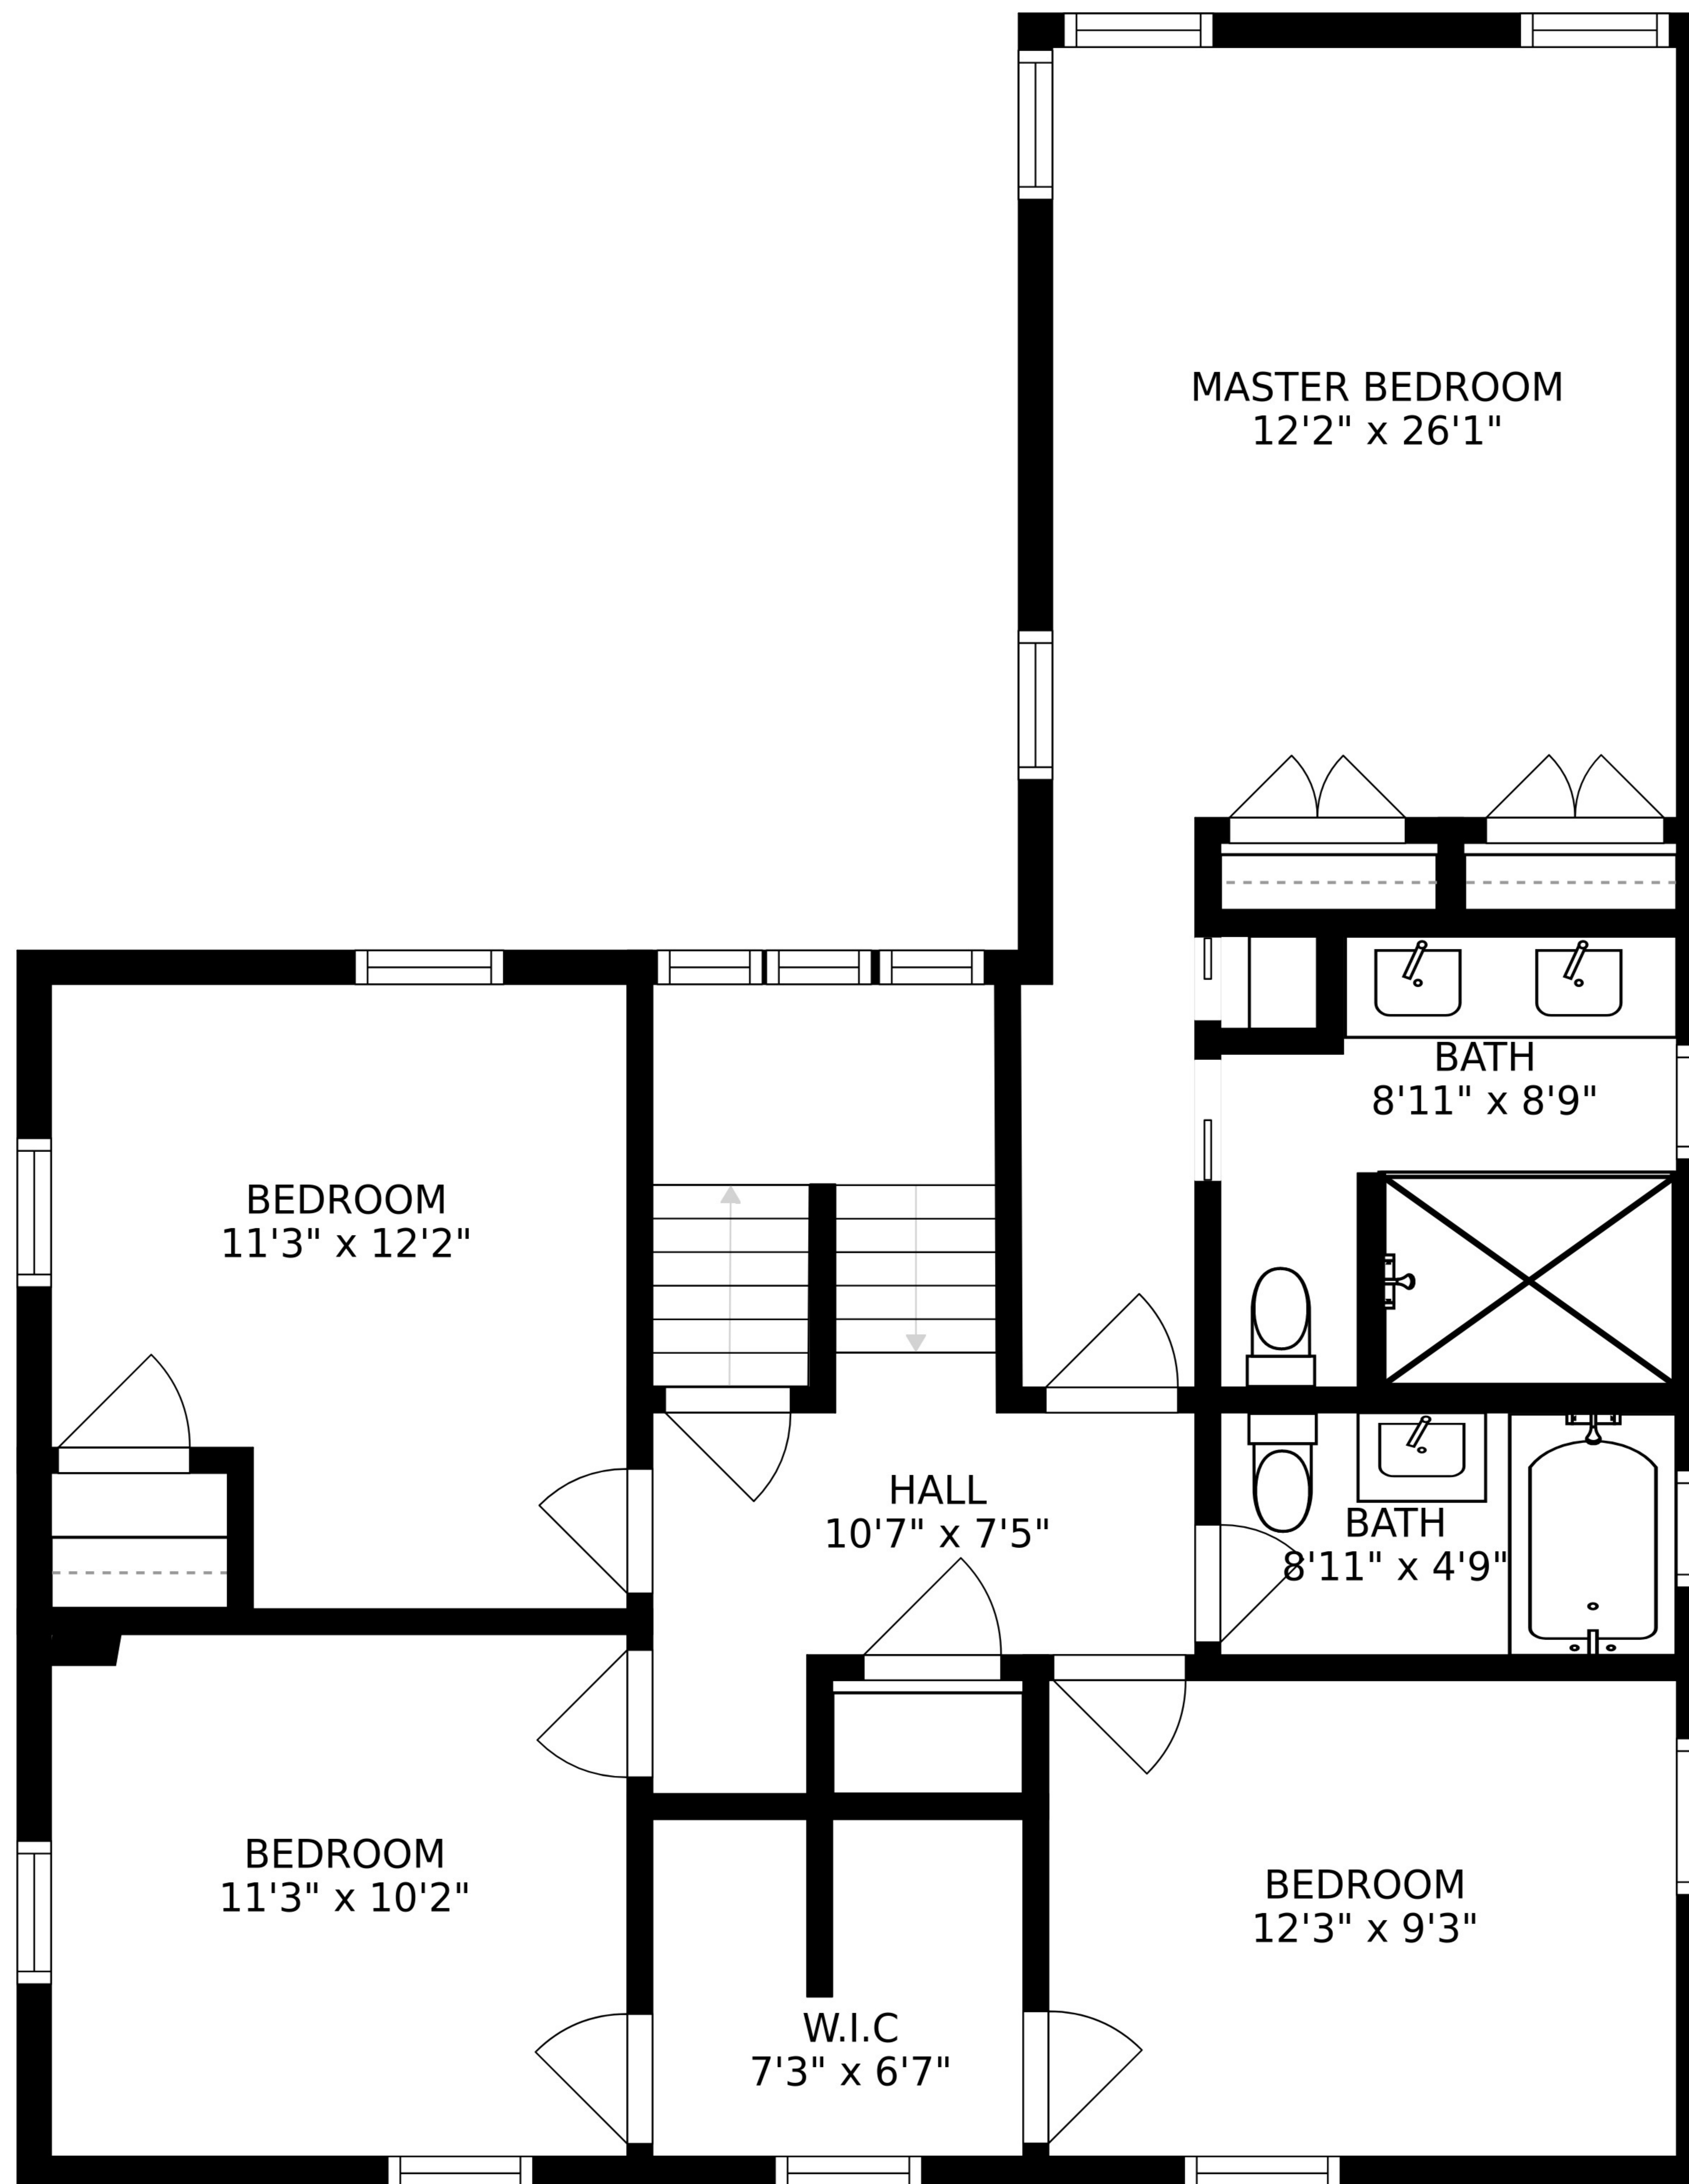 MASTER BEDROOM
12'2" x 26'1"
BATH
8'11" x 8'9"
BEDROOM
11'3" x 12'2"
HALL
10'7" x 7'5"
BATH
8'11" x 4'9"
BEDROOM
11'3" x 10'2"
BEDROOM
12'3" x 9'3"
W.I.C
7'3" x 6'7"